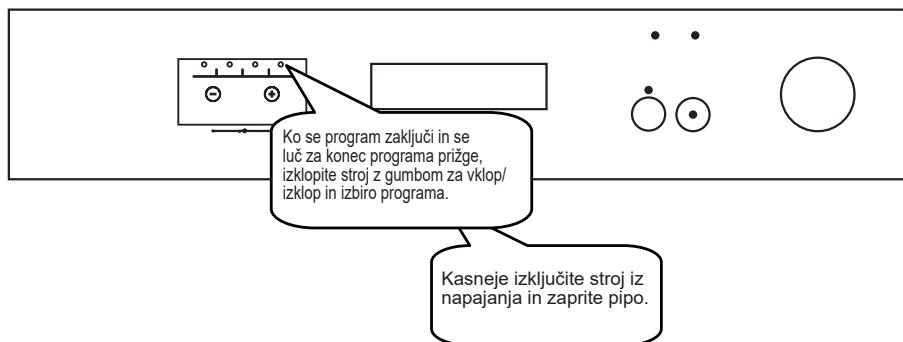 Ko se program zaključi in se
luč za konec programa prižge,
izklopite stroj z gumbom za vklop/
izklop in izbiro programa.
Kasneje izključite stroj iz
napajanja in zaprite pipo.